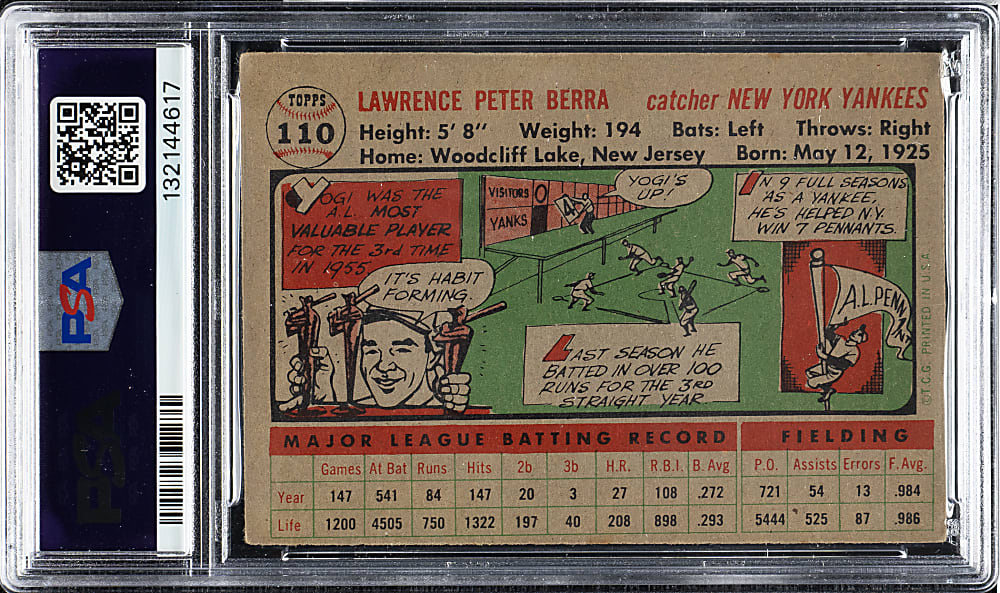 132144617
PSA
PSA
TOPPS
110
LAWRENCE PETER BERRA catcher NEW YORK YANKEES
Height: 5' 8" Weight: 194 Bats: Left Throws: Right
Home: Woodcliff Lake, New Jersey Born: May 12, 1925
YOGI WAS THE
A.L. MOST
VALUABLE PLAYER
FOR THE 3rd TIME
IN 1955
IT'S HABIT
FORMING.
VISITORS 0
YANKS 4
YOGI'S
UP!
LAST SEASON HE
BATTED IN OVER 100
RUNS FOR THE 3RD
STRAIGHT YEAR
IN 9 FULL SEASONS
AS A YANKEE,
HE'S HELPED N.Y.
WIN 7 PENNANTS.
A.L. PENNANT
©T.C.G. PRINTED IN U.S.A.
MAJOR LEAGUE BATTING RECORD FIELDING
Games At Bat Runs Hits 2b 3b H.R. R.B.I. B. Avg P.O. Assists Errors F. Avg.
Year 147 541 84 147 20 3 27 108 .272 721 54 13 .984
Life 1200 4505 750 1322 197 40 208 898 .293 5444 525 87 .986